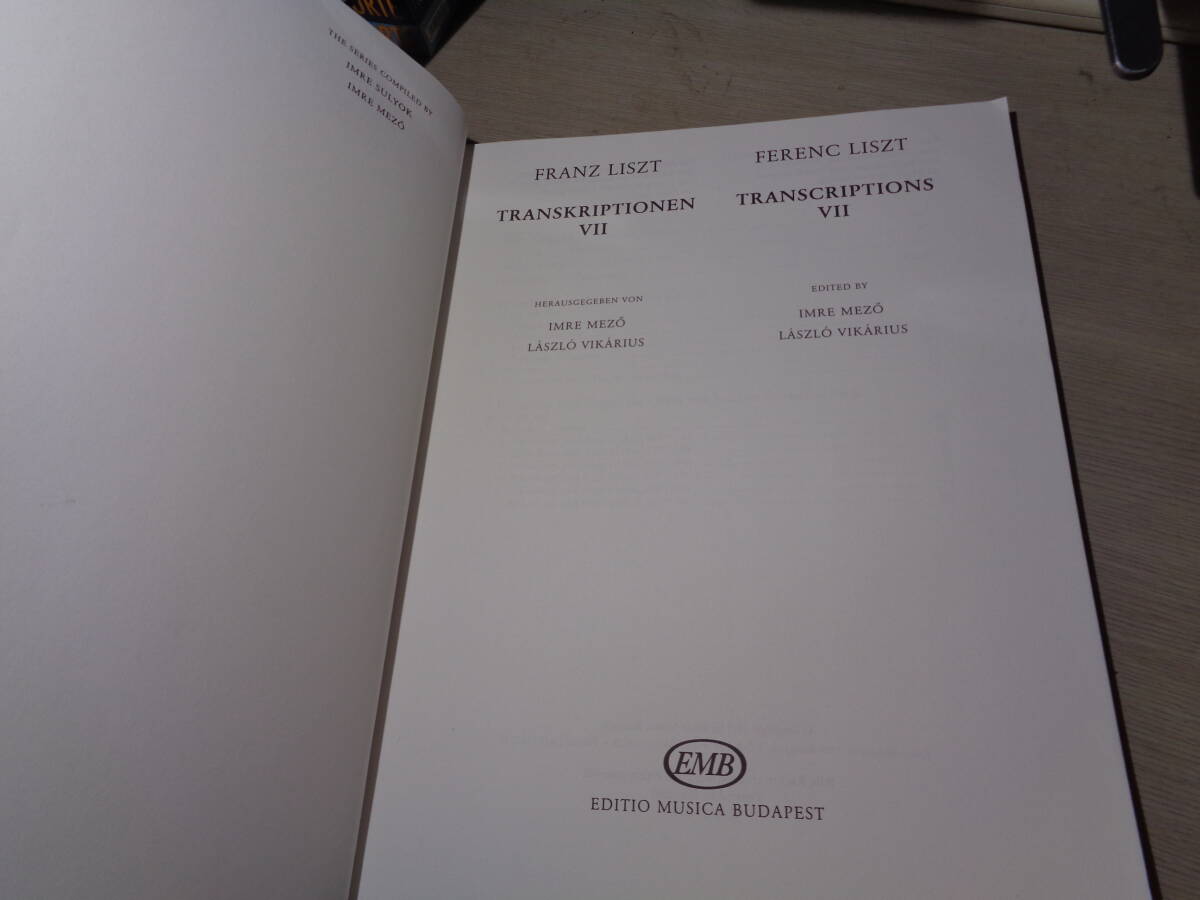 THE SERIES COMPILED BY
IMRE SULYOK
IMRE MEZŐ
FRANZ LISZT
TRANSKRIPTIONEN
VII
HERAUSGEGEBEN VON
IMRE MEZŐ
LÁSZLÓ VIKÁRIUS
FERENC LISZT
TRANSCRIPTIONS
VII
EDITED BY
IMRE MEZŐ
LÁSZLÓ VIKÁRIUS
EMB
EDITIO MUSICA BUDAPEST